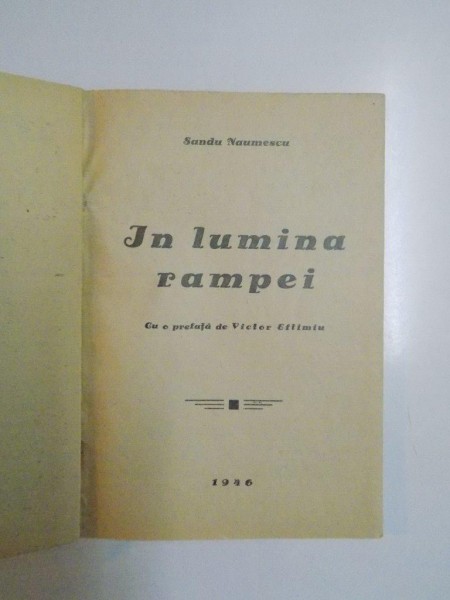 Sandu Naumescu
In lumina
rampei
Cu o prefață de Victor Eftimiu
1946